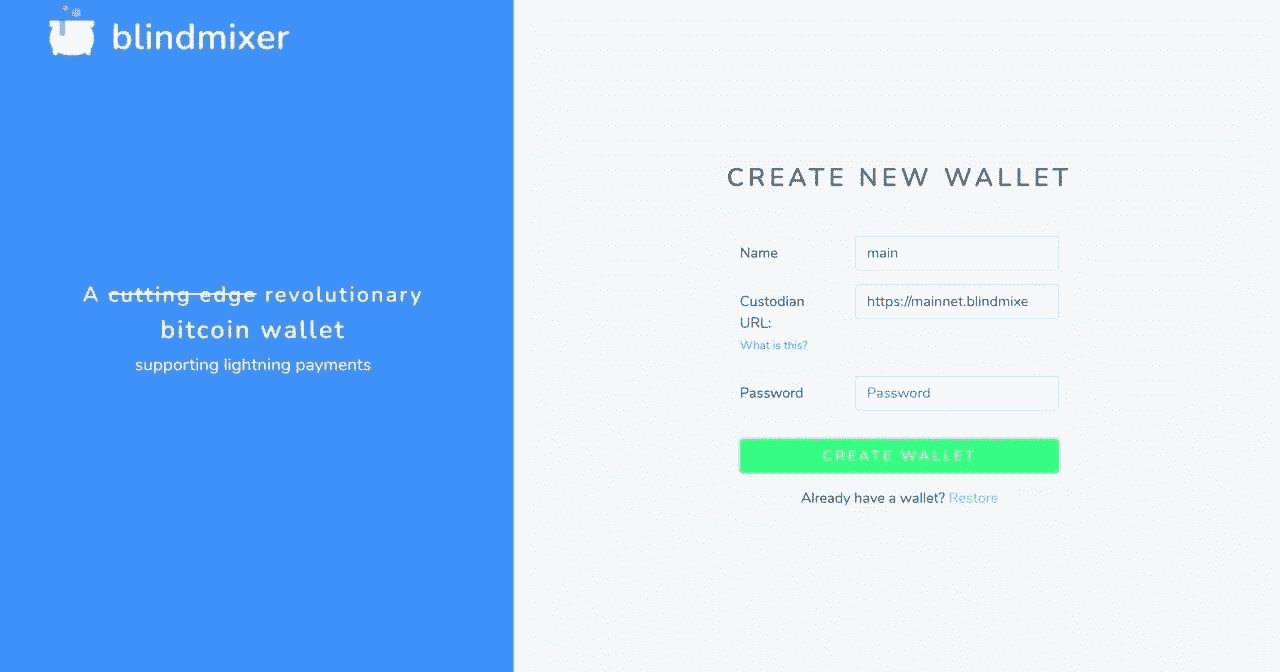 blindmixer
A cutting edge revolutionary
bitcoin wallet
supporting lightning payments
CREATE NEW WALLET
Name
main
Custodian
URL:
https://mainnet.blindmixe
What is this?
Password
Password
CREATE WALLET
Already have a wallet? Restore